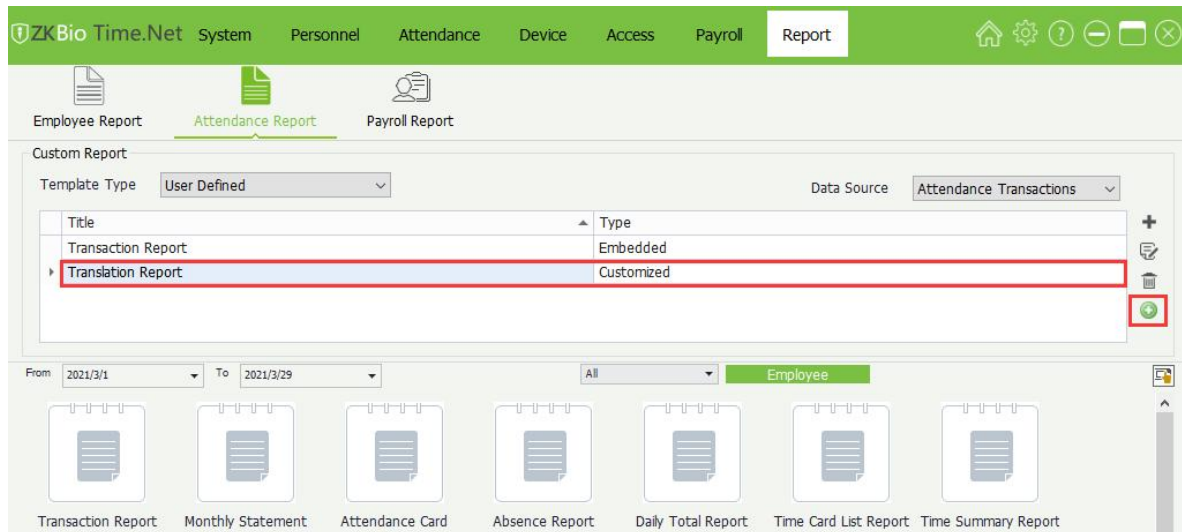 ZKBio Time.Net System Personnel Attendance Device Access Payroll Report
Employee Report Attendance Report Payroll Report
Custom Report
Template Type User Defined Data Source Attendance Transactions
Title Type
Transaction Report Embedded
Translation Report Customized
From 2021/3/1 To 2021/3/29 All Employee
Transaction Report Monthly Statement Attendance Card Absence Report Daily Total Report Time Card List Report Time Summary Report